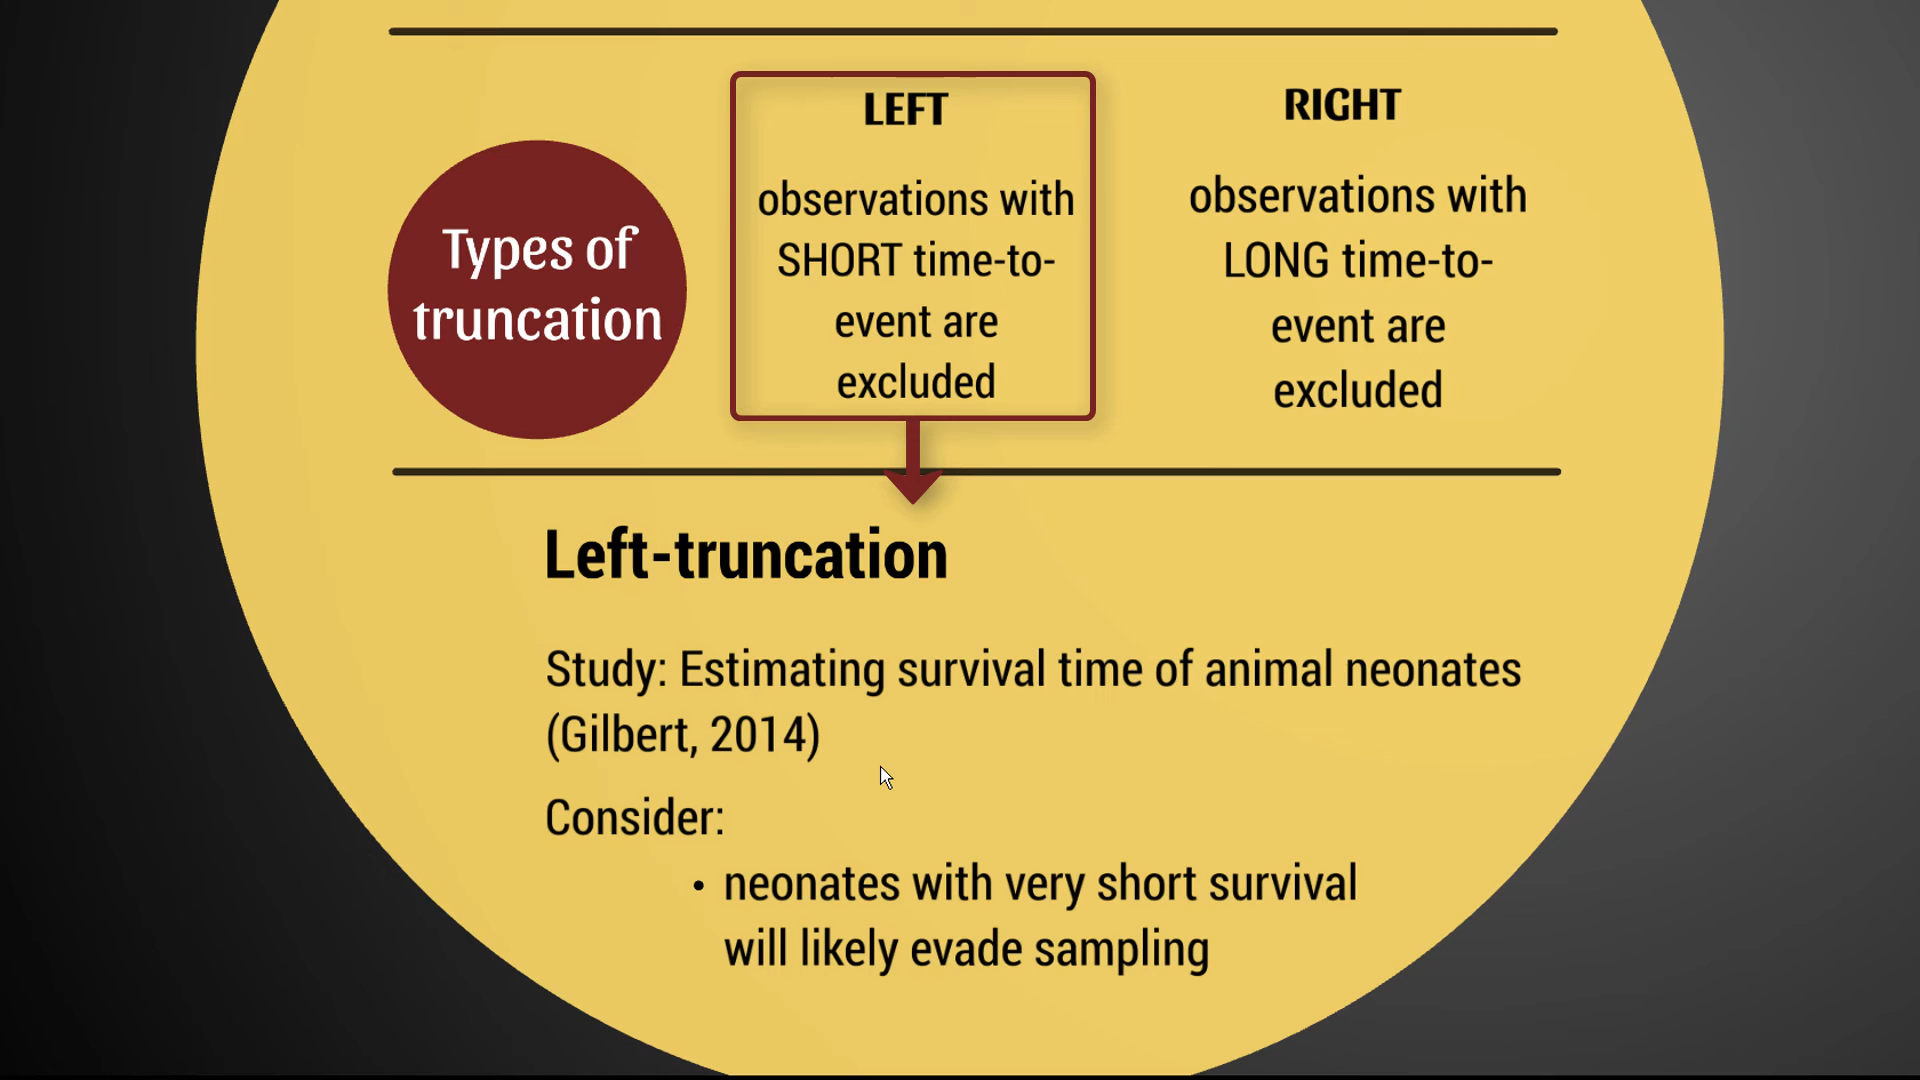 Types of
truncation
LEFT
observations with
SHORT time-to-
event are
excluded
RIGHT
observations with
LONG time-to-
event are
excluded
Left-truncation
Study: Estimating survival time of animal neonates
(Gilbert, 2014)
Consider:
• neonates with very short survival
will likely evade sampling